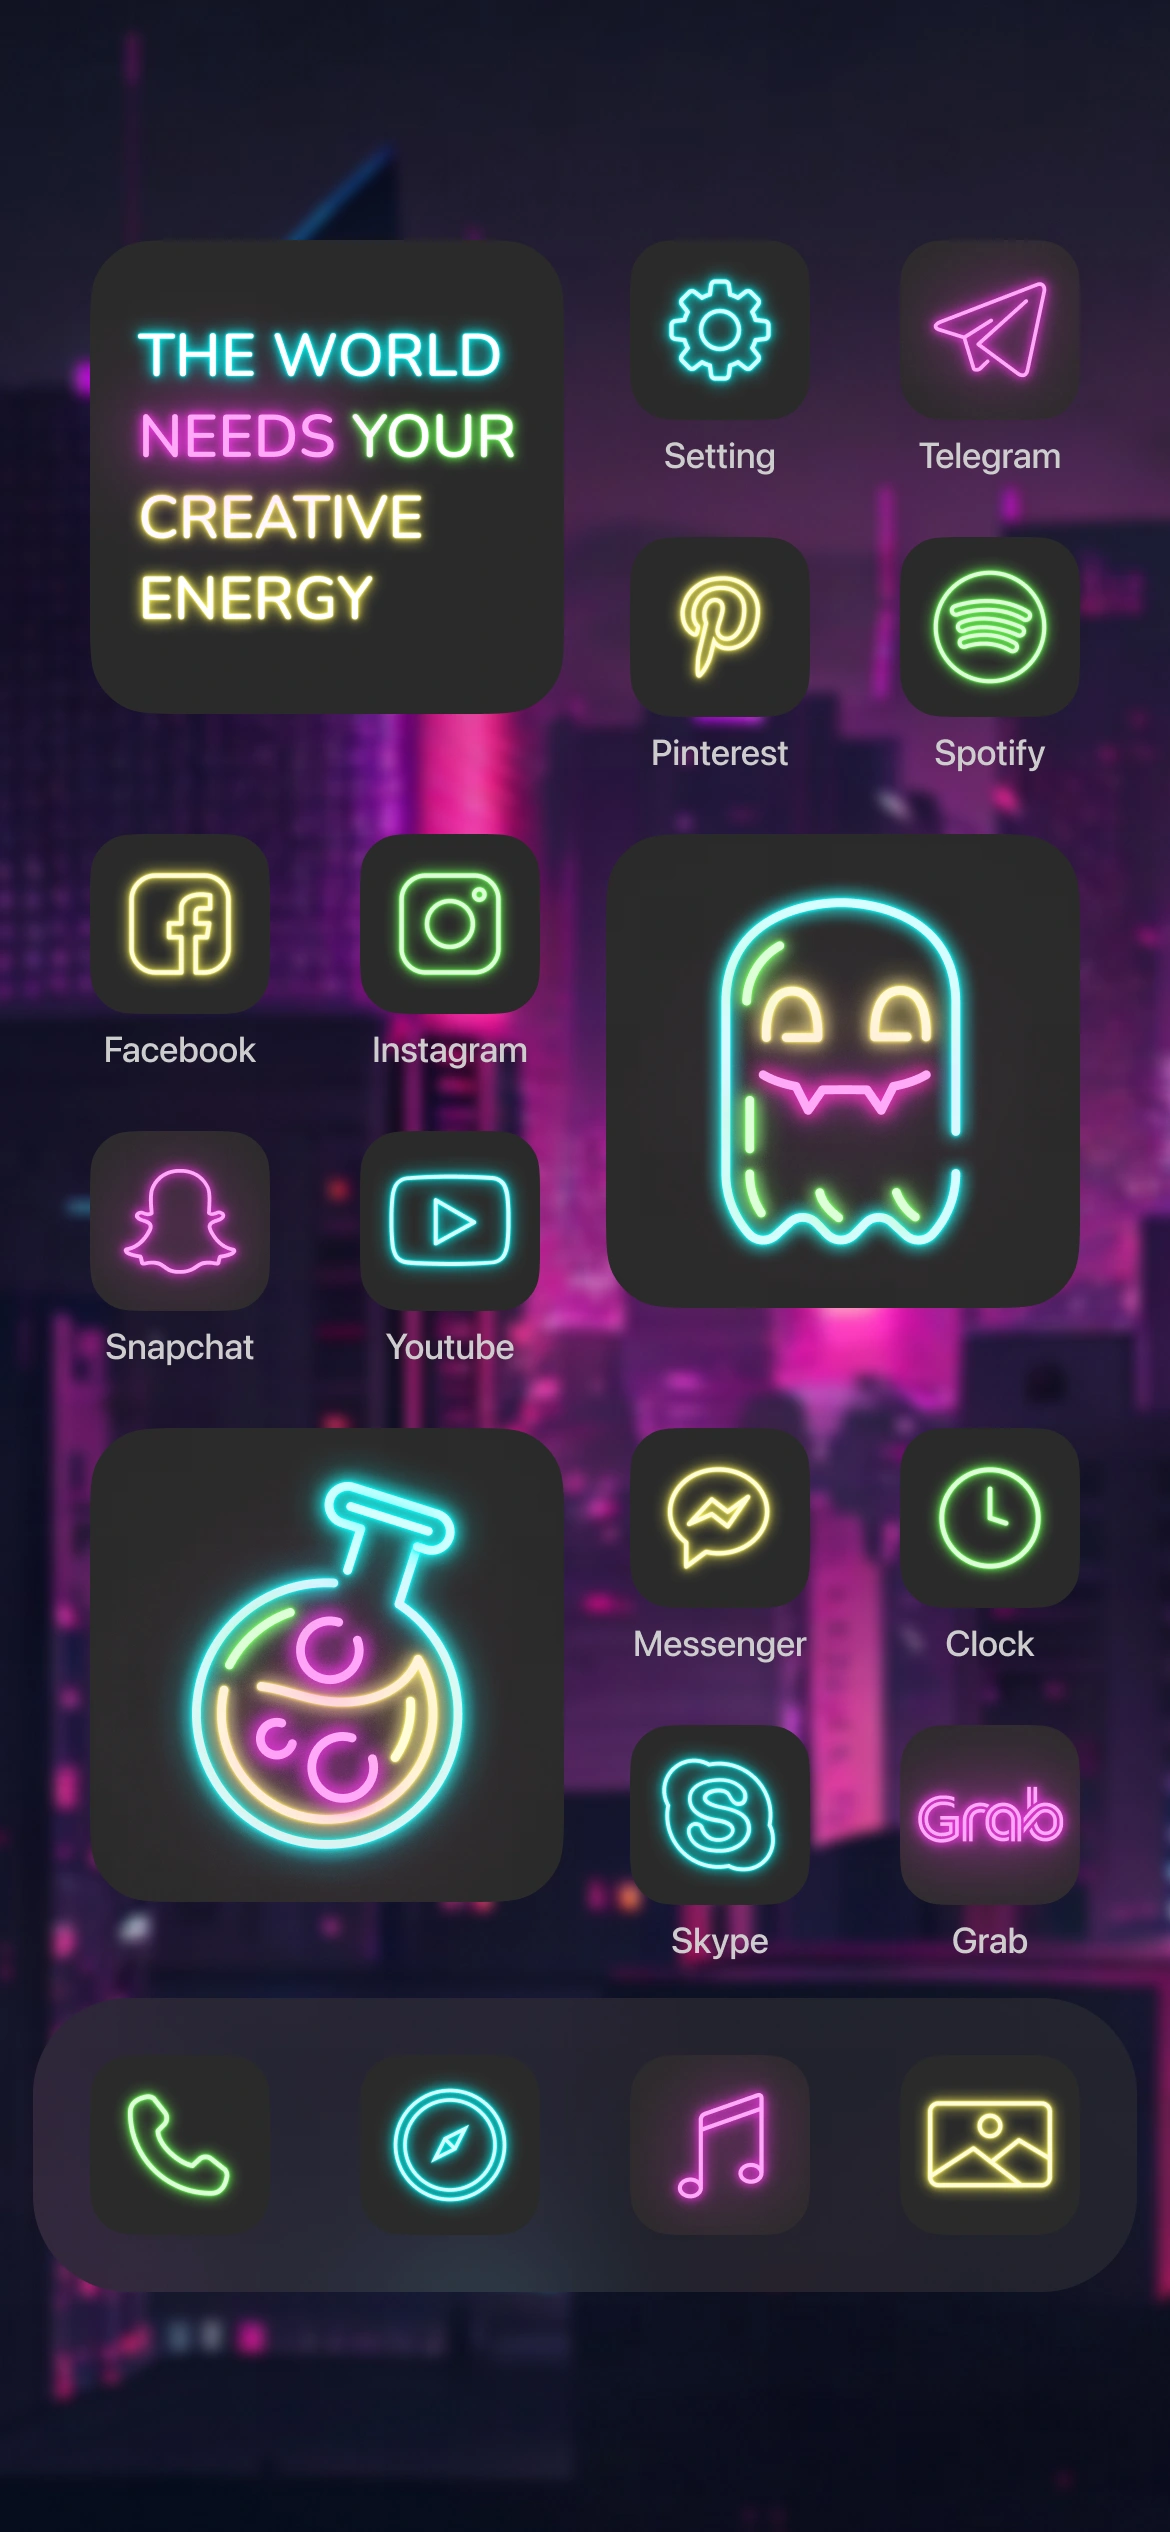 THE WORLD
NEEDS YOUR
CREATIVE
ENERGY
Setting
Telegram
Pinterest
Spotify
Facebook
Instagram
Snapchat
Youtube
Messenger
Clock
S
Grab
Skype
Grab